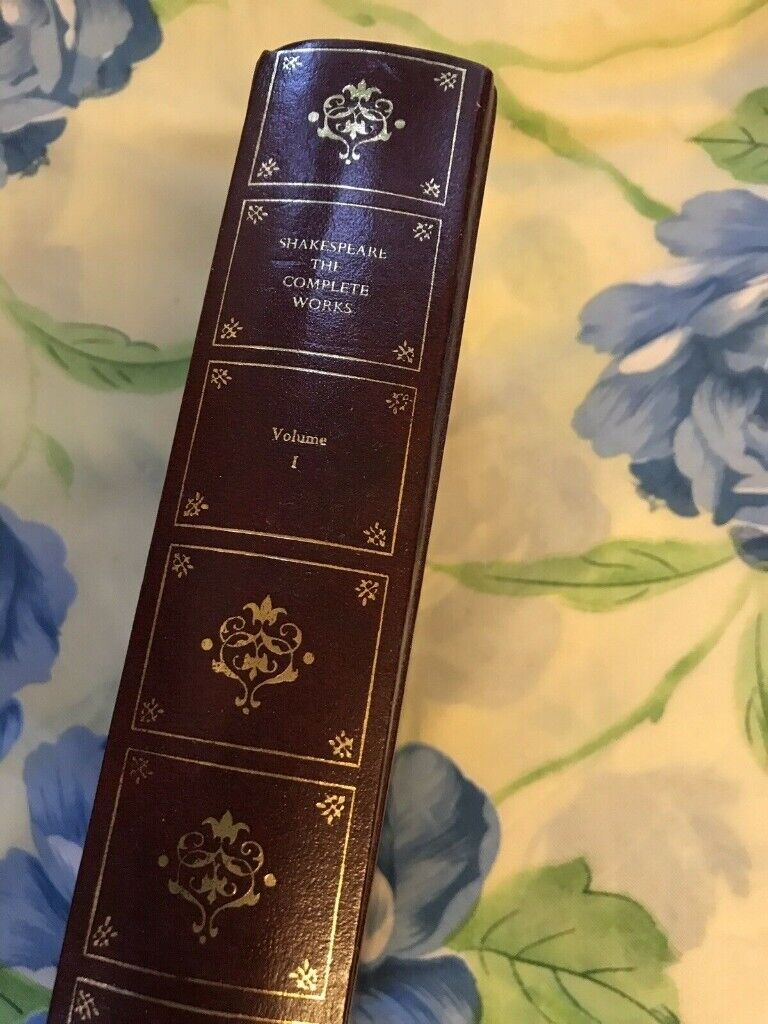 SHAKESPEARE
THE
COMPLETE
WORKS
Volume
I